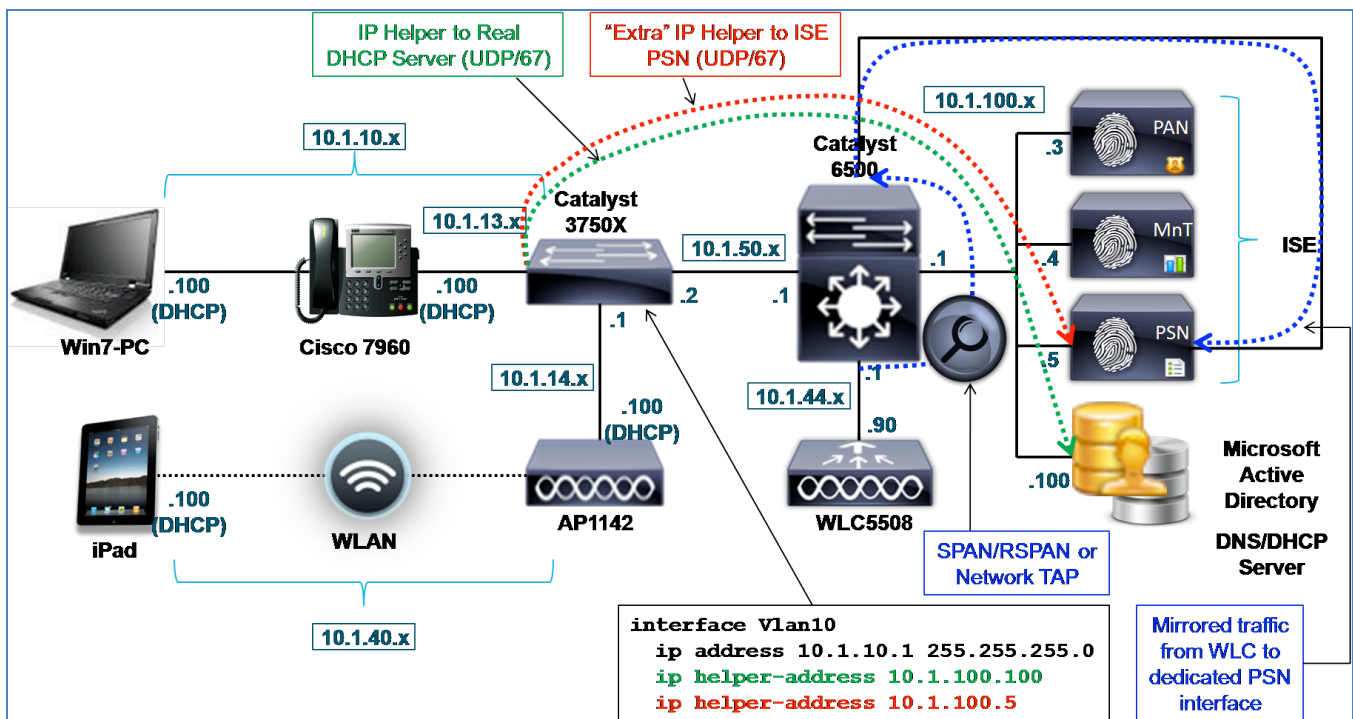 IP Helper to Real
DHCP Server (UDP/67)
“Extra” IP Helper to ISE
PSN (UDP/67)
10.1.100.x
10.1.10.x
PAN
.3
Catalyst
6500
10.1.13.x
Catalyst
3750X
MnT
.4
ISE
10.1.50.x
.1
.100
(DHCP)
.100
(DHCP)
.2
.1
PSN
.5
Win7-PC
Cisco 7960
.1
10.1.14.x
.1
10.1.44.x
.100
(DHCP)
.90
.100
Microsoft
Active
Directory
DNS/DHCP
Server
.100
(DHCP)
iPad
WLAN
AP1142
WLC5508
SPAN/RSPAN or
Network TAP
10.1.40.x
interface Vlan10
ip address 10.1.10.1 255.255.255.0
ip helper-address 10.1.100.100
ip helper-address 10.1.100.5
Mirrored traffic
from WLC to
dedicated PSN
interface